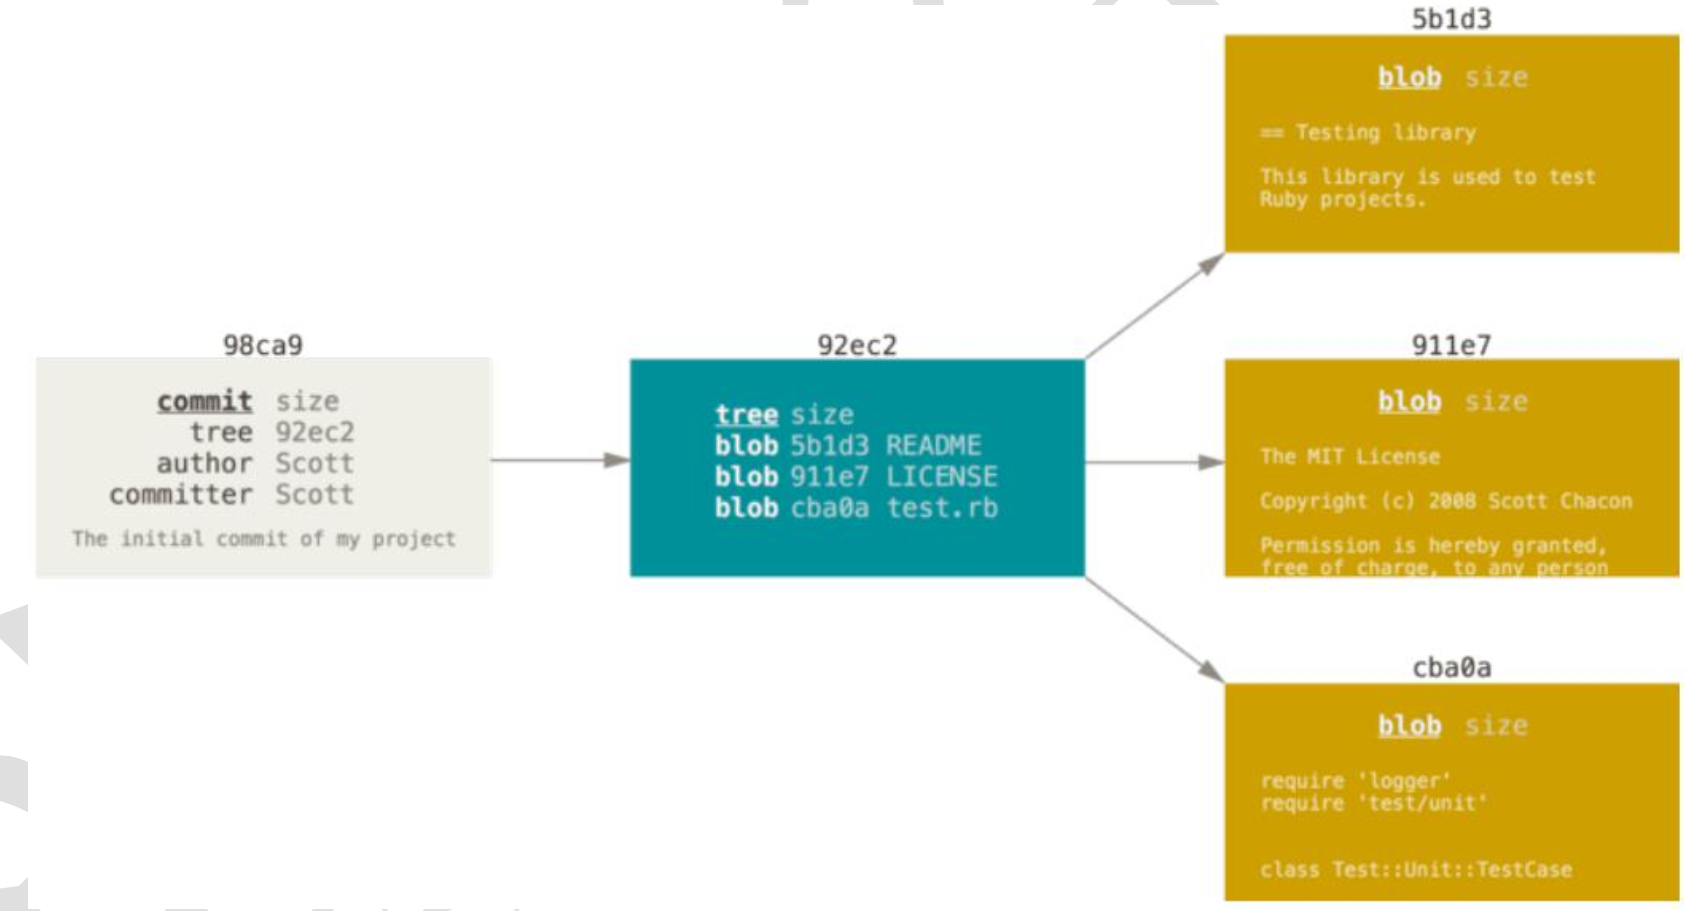 98ca9
commit size
tree 92ec2
author Scott
committer Scott
The initial commit of my project
92ec2
tree size
blob 5b1d3 README
blob 911e7 LICENSE
blob cba0a test.rb
5b1d3
blob size
== Testing library
This library is used to test
Ruby projects.
911e7
blob size
The MIT License
Copyright (c) 2008 Scott Chacon
Permission is hereby granted,
free of charge, to any person
cba0a
blob size
require 'logger'
require 'test/unit'
class Test::Unit::TestCase